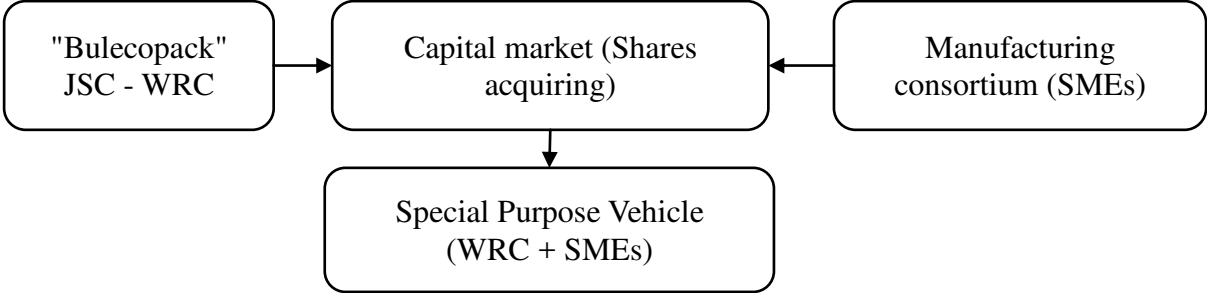 "Bulecopack"
JSC - WRC
Capital market (Shares
acquiring)
Manufacturing
consortium (SMEs)
Special Purpose Vehicle
(WRC + SMEs)